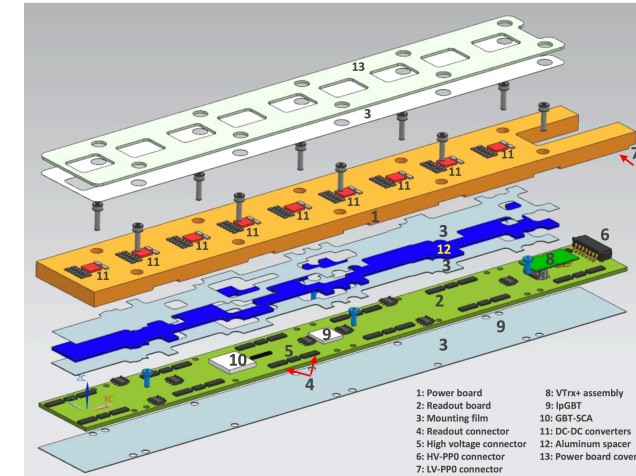 13
3
7
11
11
11
11
11
11
11
11
11
1
3
12
3
6
8
2
9
10
5
4
9
3
ZC
XC
1: Power board
2: Readout board
3: Mounting film
4: Readout connector
5: High voltage connector
6: HV-PP0 connector
7: LV-PP0 connector
8: VTrx+ assembly
9: lpGBT
10: GBT-SCA
11: DC-DC converters
12: Aluminum spacer
13: Power board cover